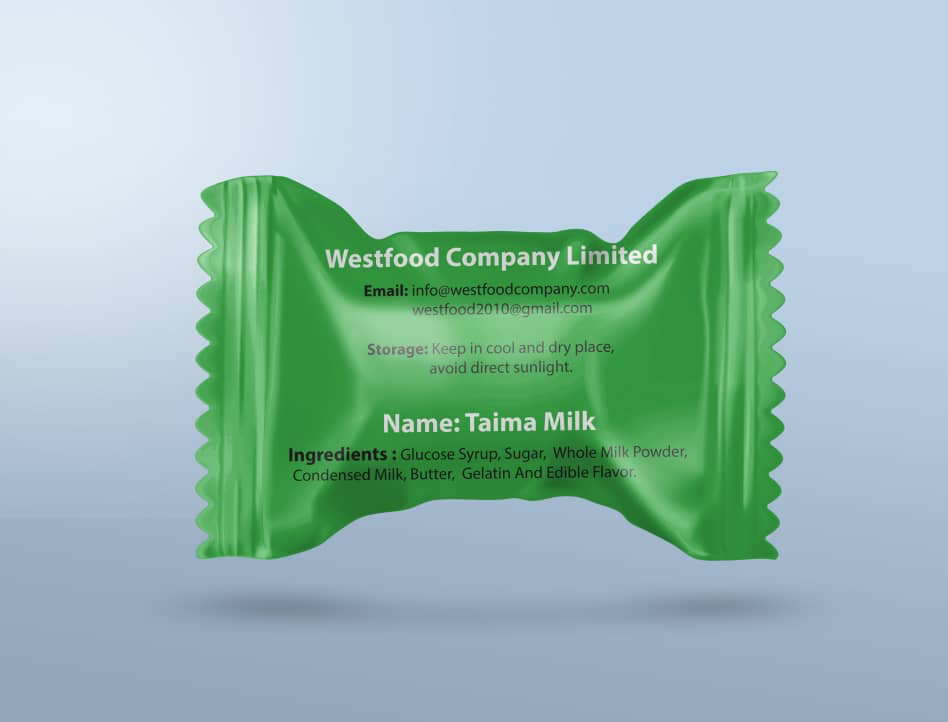 Westfood Company Limited
Email: info@westfoodcompany.com
westfood2010@gmail.com
Storage: Keep in cool and dry place,
avoid direct sunlight.
Name: Taima Milk
Ingredients : Glucose Syrup, Sugar, Whole Milk Powder,
Condensed Milk, Butter, Gelatin And Edible Flavor.